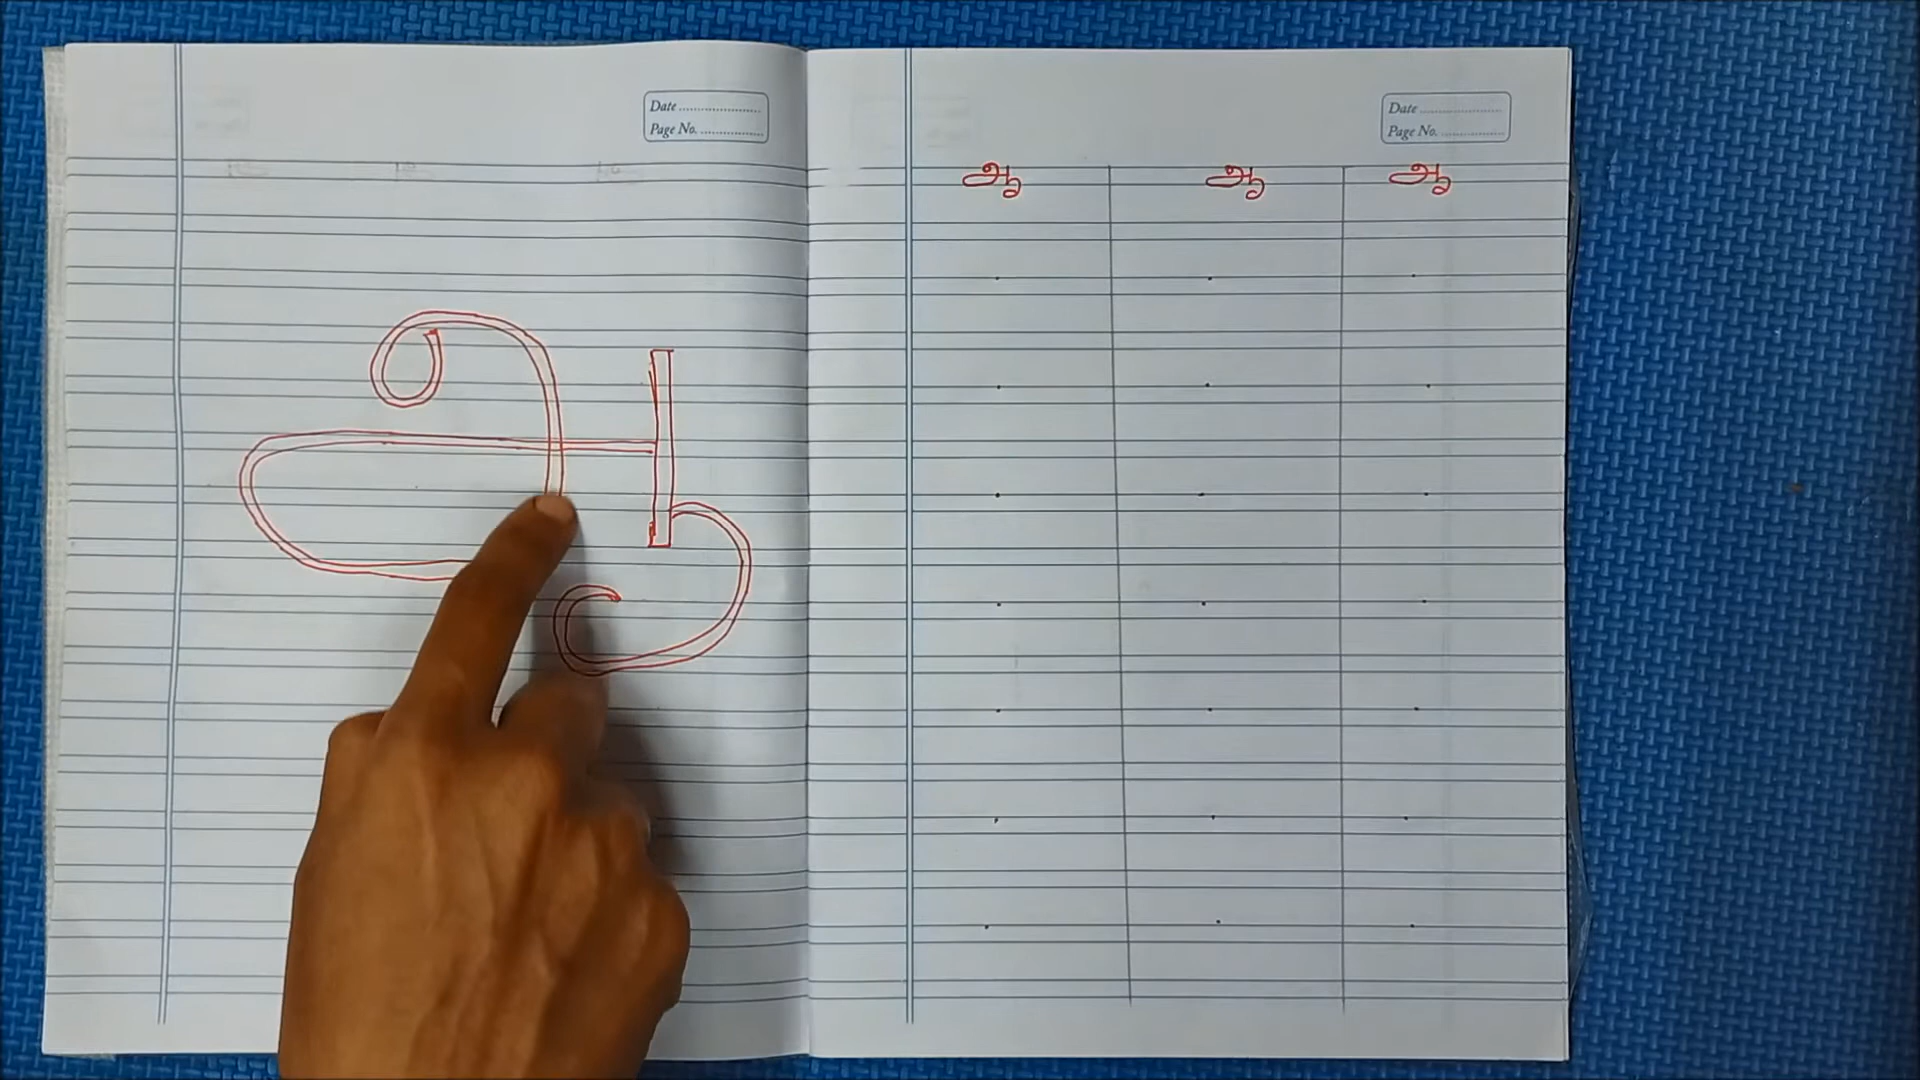 Date
Page No.
ஆ
Date
Page No.
ஆ ஆ ஆ